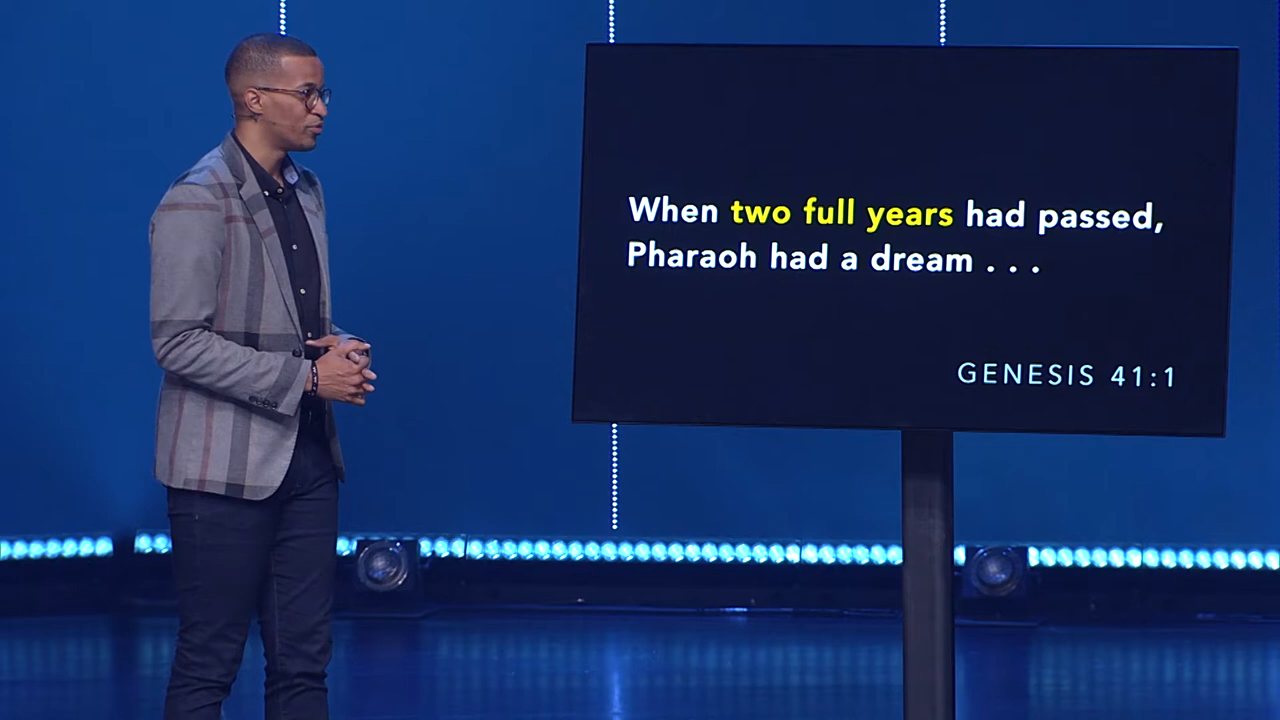 When two full years had passed,
Pharaoh had a dream . . .
GENESIS 41:1